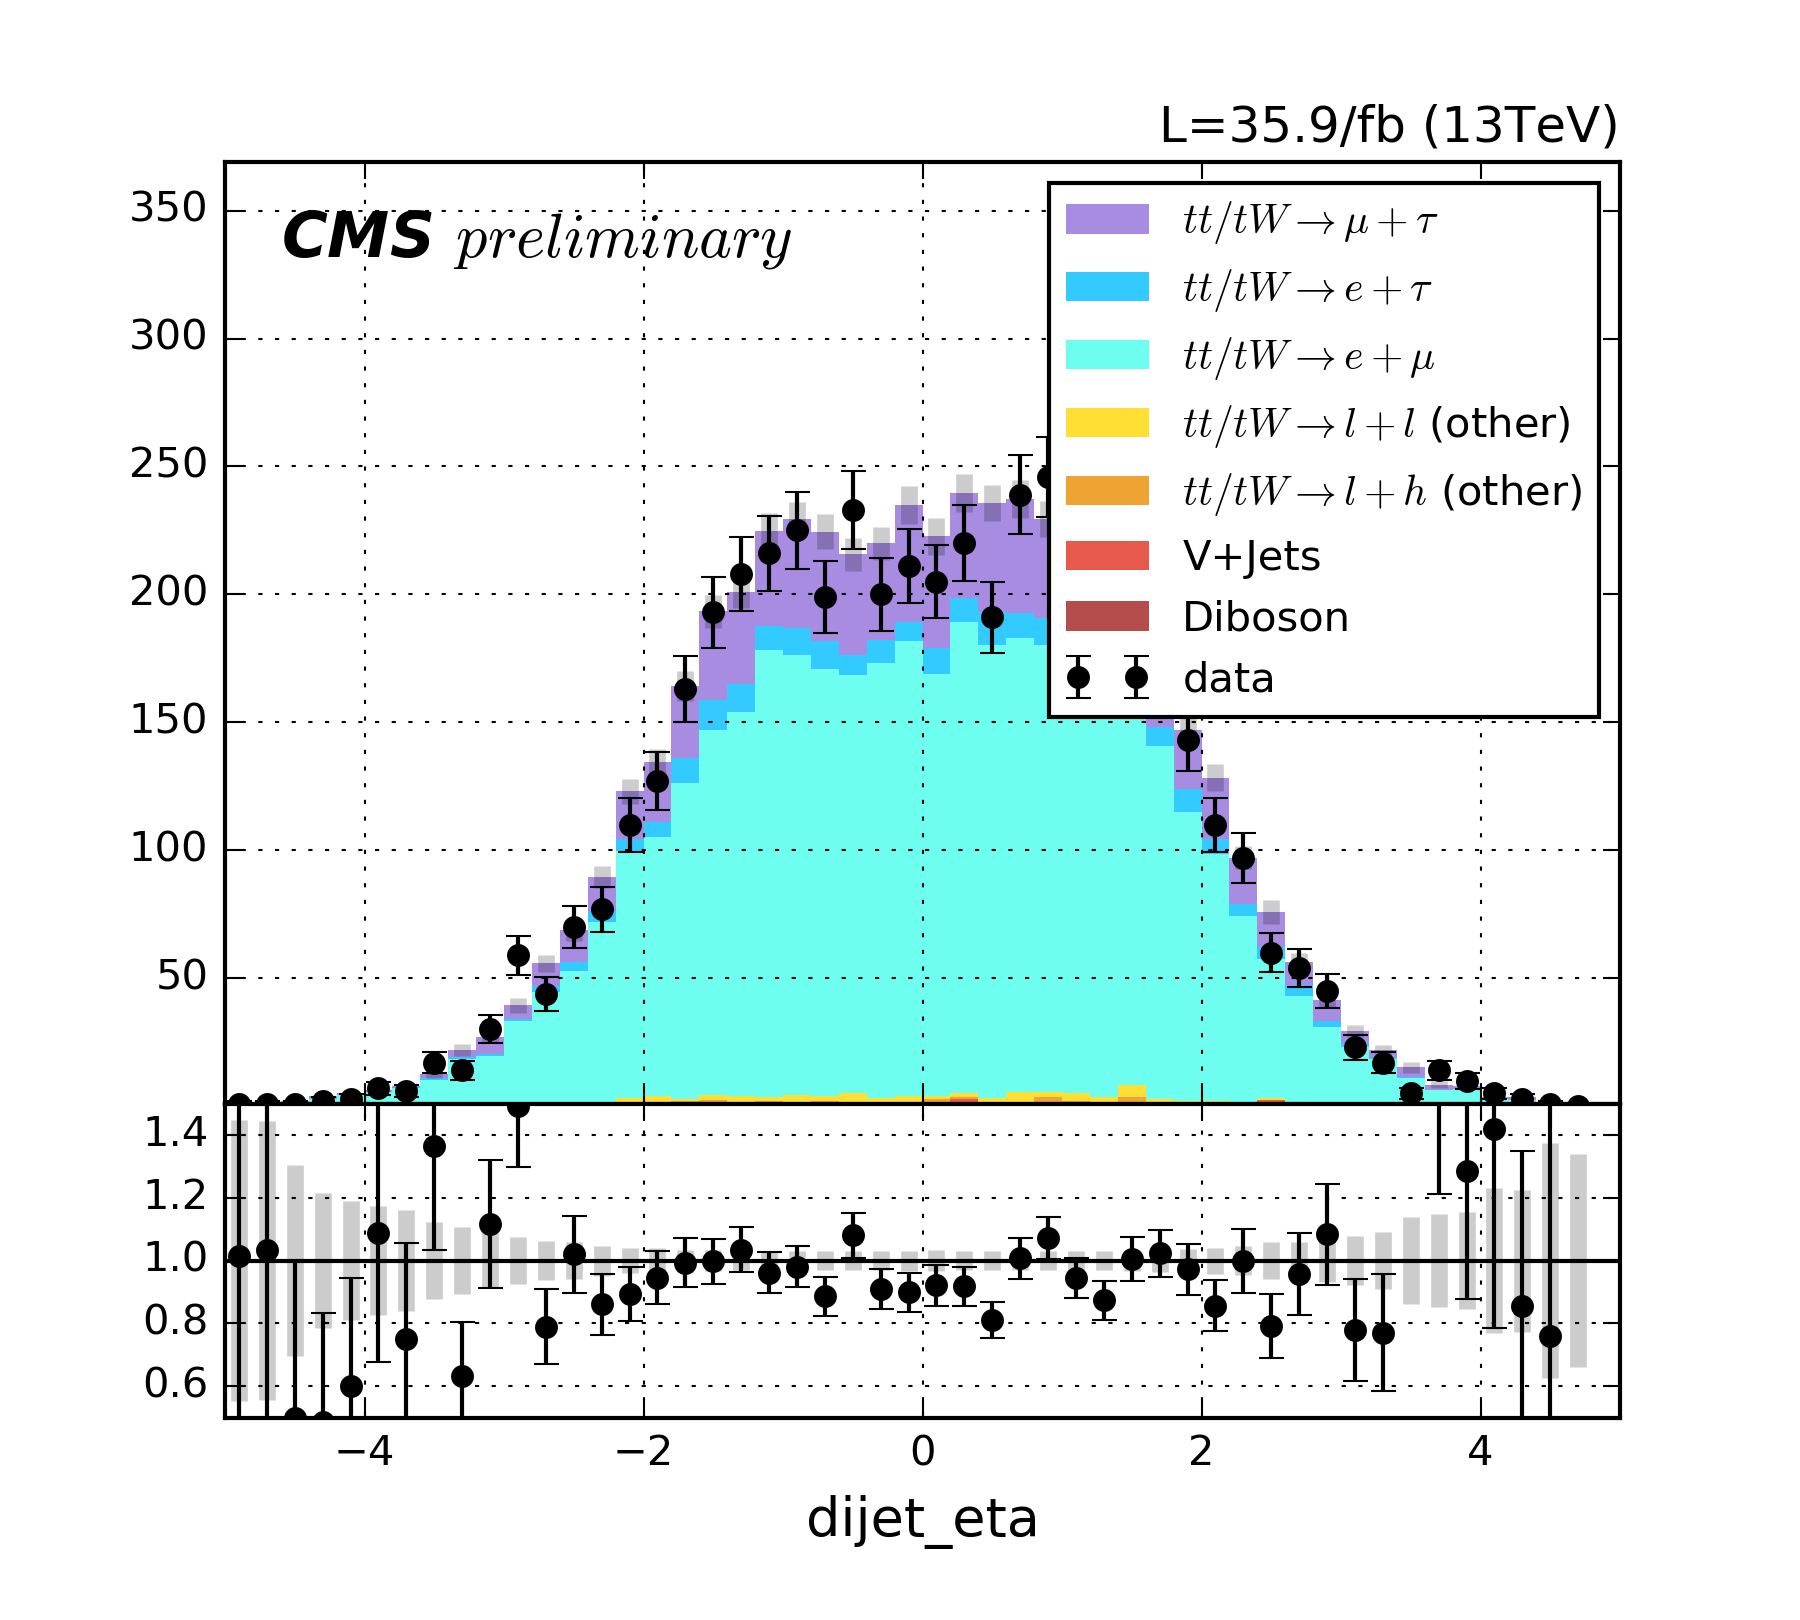 L=35.9/fb (13TeV)
CMS preliminary
350
300
250
200
150
100
50
tt/tW → μ + τ
tt/tW → e + τ
tt/tW → e + μ
tt/tW → l + l (other)
tt/tW → l + h (other)
V+Jets
Diboson
data
1.4
1.2
1.0
0.8
0.6
−4 −2 0 2 4
dijet_eta